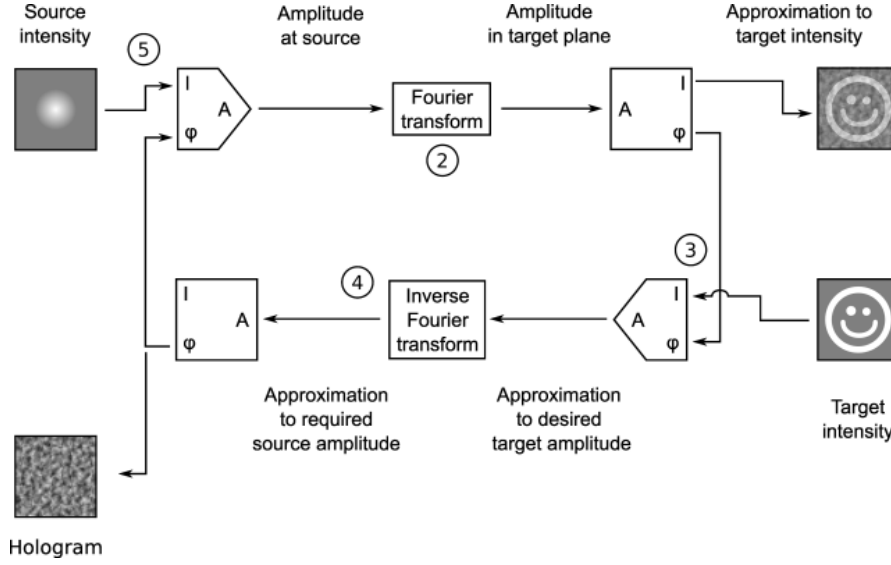 Source
intensity
Amplitude
at source
Amplitude
in target plane
Approximation to
target intensity
5
I
A
φ
Fourier
transform
2
I
A
φ
3
4
I
A
φ
Inverse
Fourier
transform
I
A
φ
Approximation
to required
source amplitude
Approximation
to desired
target amplitude
Target
intensity
Hologram